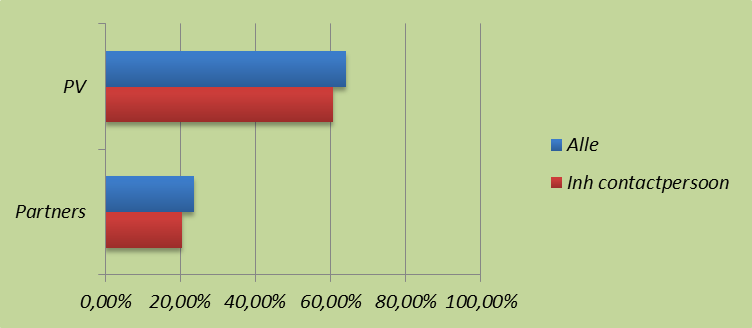 PV
Partners
0,00% 20,00% 40,00% 60,00% 80,00% 100,00%
Alle
Inh contactpersoon